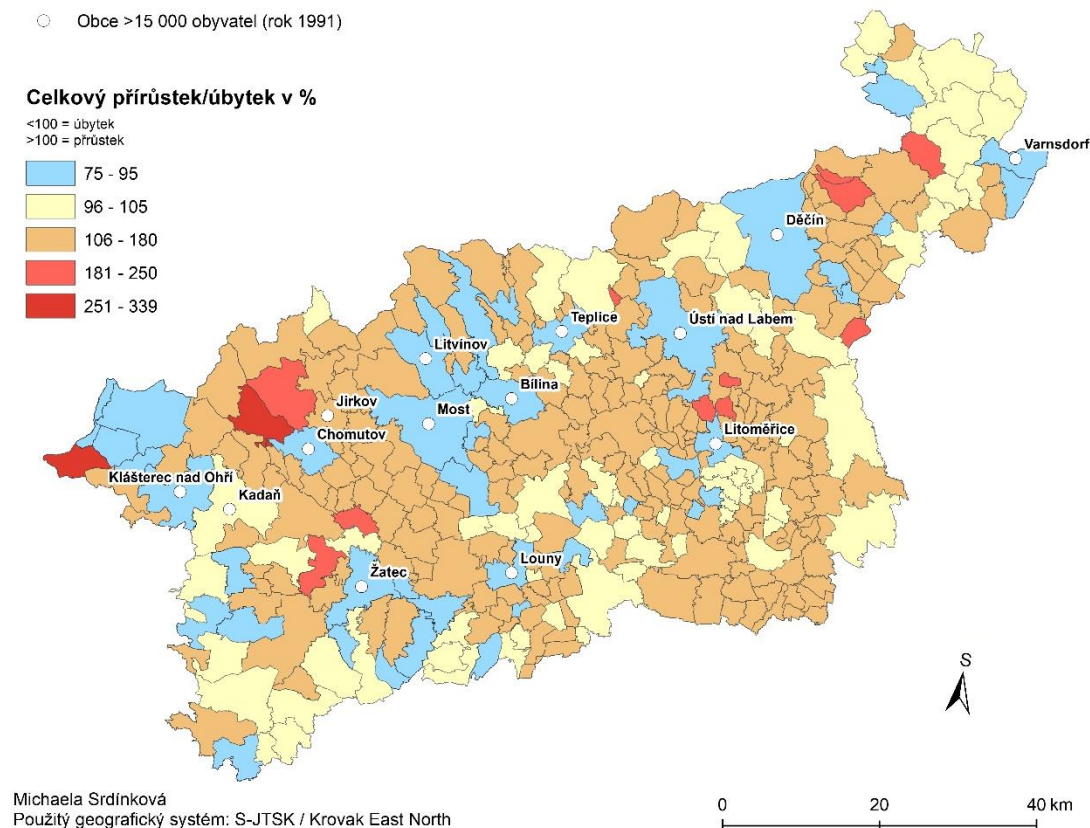 Obce >15 000 obyvatel (rok 1991)
Celkový přírůstek/úbytek v %
<100 = úbytek
>100 = přrůstek
75 - 95
96 - 105
106 - 180
181 - 250
251 - 339
Varnsdorf
Děčín
Teplice
Ústí nad Labem
Litvínov
Bílina
Jirkov
Most
Chomutov
Litoměřice
Klášterec nad Ohří
Kadaň
Louny
Žatec
S
Michaela Srdínková
Použitý geografický systém: S-JTSK / Krovak East North
0 20 40 km